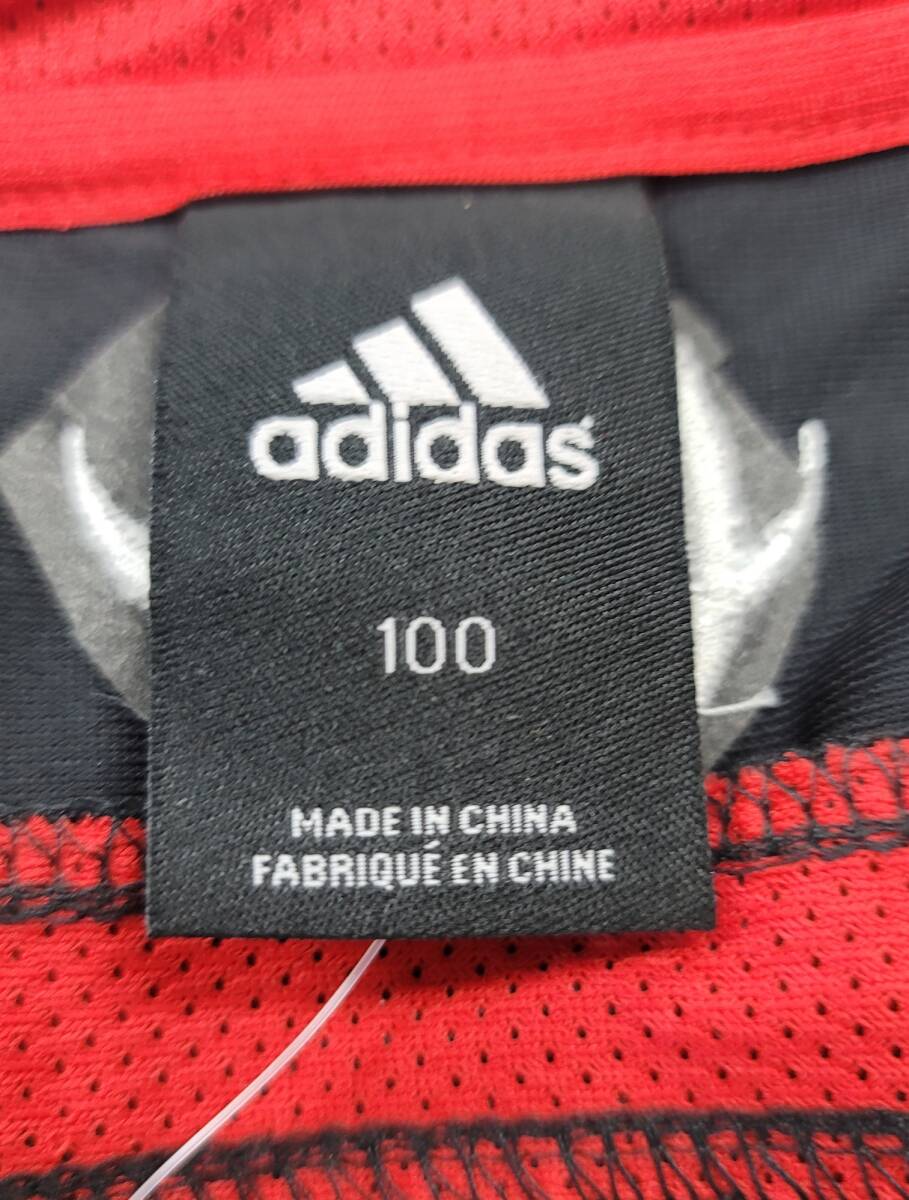 adidas
100
MADE IN CHINA
FABRIQUÉ EN CHINE